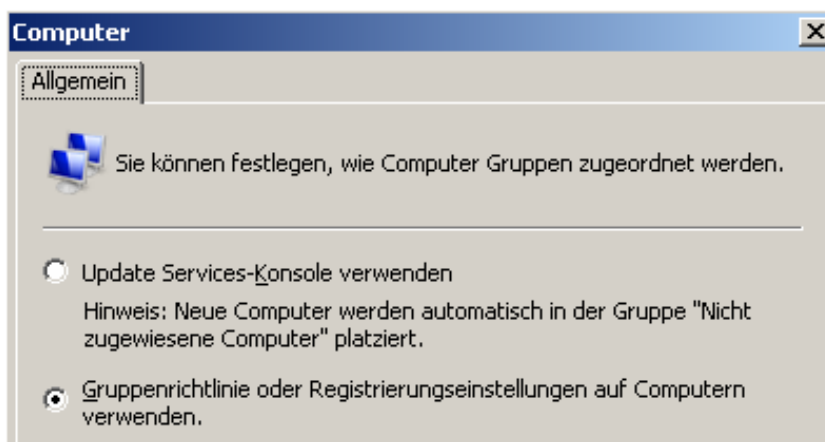 Computer
Allgemein
Sie können festlegen, wie Computer Gruppen zugeordnet werden.
Update Services-Konsole verwenden
Hinweis: Neue Computer werden automatisch in der Gruppe "Nicht
zugewiesene Computer" platziert.
Gruppenrichtlinie oder Registrierungseinstellungen auf Computern
verwenden.